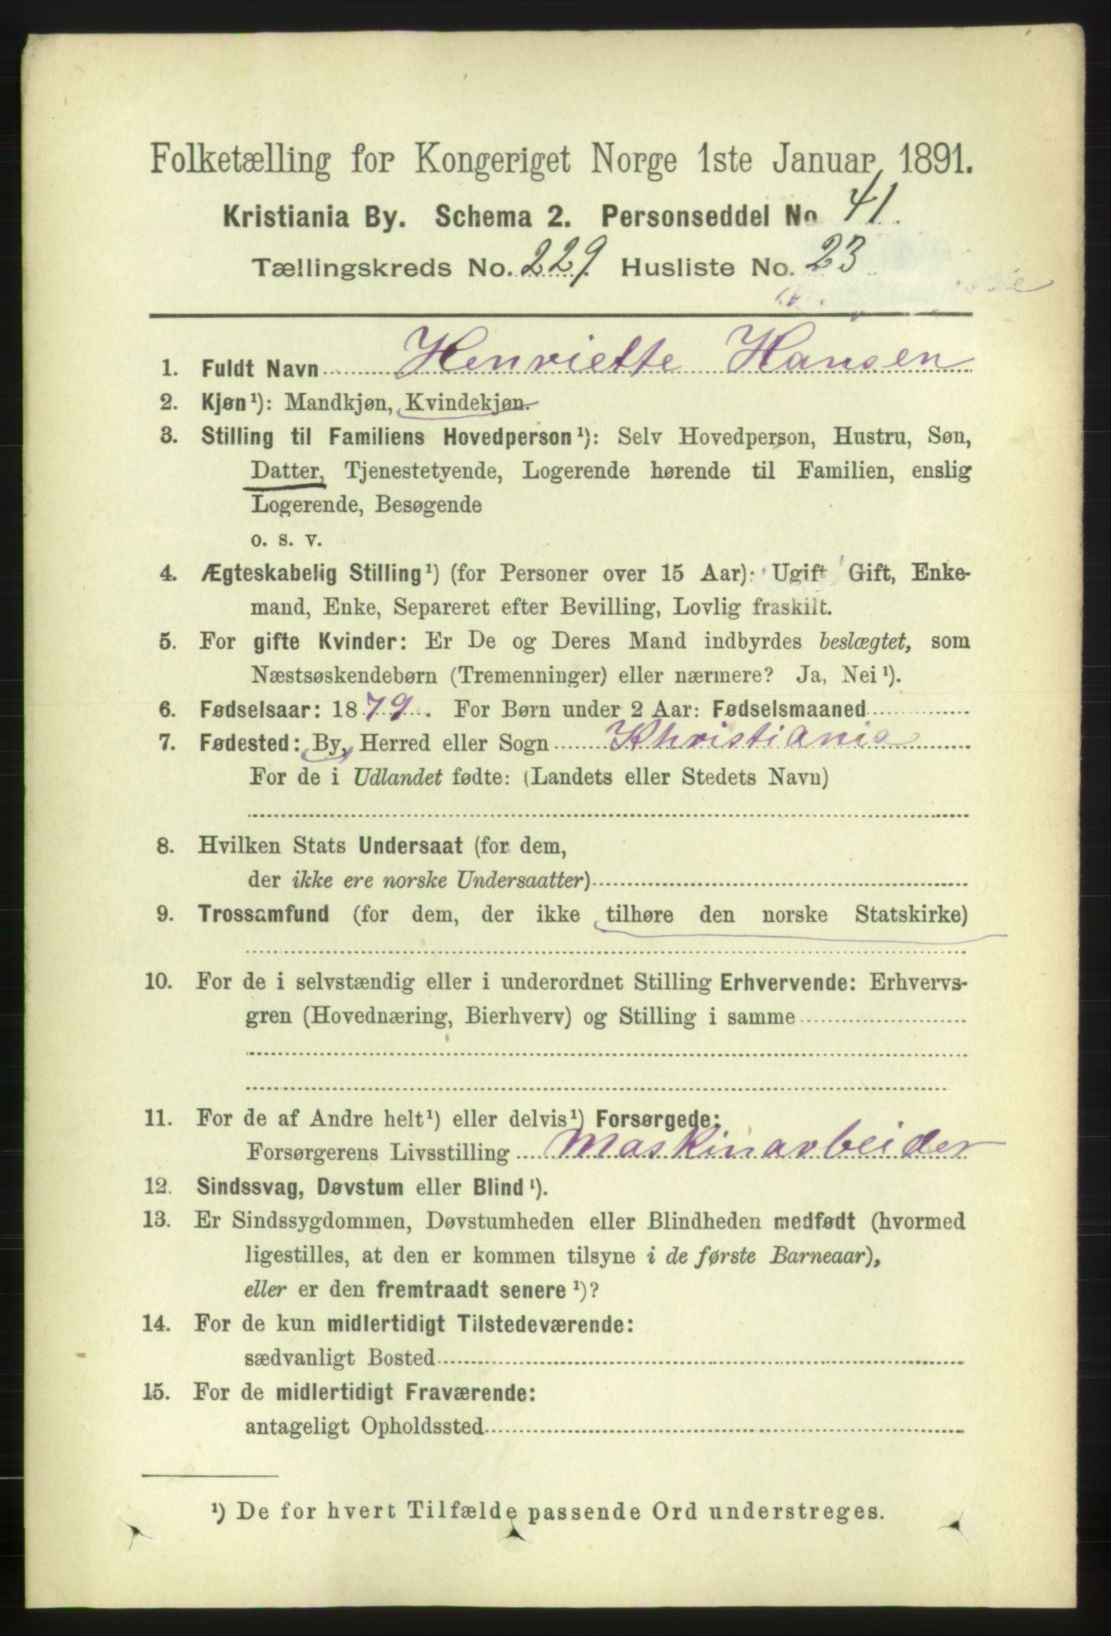 Folketælling for Kongeriget Norge 1ste Januar 1891.
Kristiania By. Schema 2. Personseddel No 41.
Tællingskreds No. 229. Husliste No. 23
1. Fuldt Navn Henriette Hansen
2. Kjøn¹): Mandkjøn, Kvindekjøn.
3. Stilling til Familiens Hovedperson¹): Selv Hovedperson, Hustru, Søn,
Datter, Tjenestetyende, Logerende hørende til Familien, enslig
Logerende, Besøgende
o. s. v.
4. Ægteskabelig Stilling¹) (for Personer over 15 Aar): Ugift Gift, Enke-
mand, Enke, Separeret efter Bevilling, Lovlig fraskilt.
5. For gifte Kvinder: Er De og Deres Mand indbyrdes beslægtet, som
Næstsøskendebørn (Tremenninger) eller nærmere? Ja, Nei¹).
6. Fødselsaar: 1879. For Børn under 2 Aar: Fødselsmaaned
7. Fødested: By, Herred eller Sogn Khristiania
For de i Udlandet fødte: (Landets eller Stedets Navn)
8. Hvilken Stats Undersaat (for dem,
der ikke ere norske Undersaatter)
9. Trossamfund (for dem, der ikke tilhøre den norske Statskirke)
10. For de i selvstændig eller i underordnet Stilling Erhvervende: Erhvervs-
gren (Hovednæring, Bierhverv) og Stilling i samme
11. For de af Andre helt¹) eller delvis¹) Forsørgede:
Forsørgerens Livsstilling Maskinarbeider
12. Sindssvag, Døvstum eller Blind¹).
13. Er Sindssygdommen, Døvstumheden eller Blindheden medfødt (hvormed
ligestilles, at den er kommen tilsyne i de første Barneaar),
eller er den fremtraadt senere¹)?
14. For de kun midlertidigt Tilstedeværende:
sædvanligt Bosted
15. For de midlertidigt Fraværende:
antageligt Opholdssted
¹) De for hvert Tilfælde passende Ord understreges.